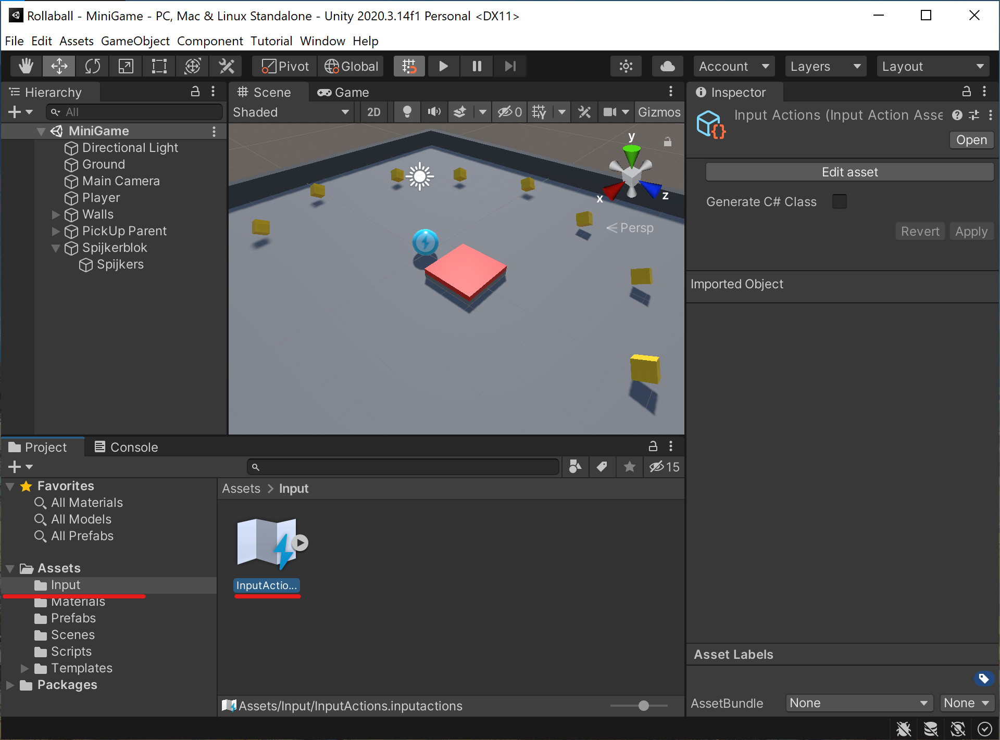 Rollaball - MiniGame - PC, Mac & Linux Standalone - Unity 2020.3.14f1 Personal <DX11>
File Edit Assets GameObject Component Tutorial Window Help
Pivot Global Account Layers Layout
Hierarchy
All
MiniGame
Directional Light
Ground
Main Camera
Player
Walls
PickUp Parent
Spijkerblok
Spijkers
Scene Game
Shaded 2D 0 Gizmos
y
x
z
Persp
Inspector
Input Actions (Input Action Asse
Open
Edit asset
Generate C# Class
Revert Apply
Imported Object
Asset Labels
AssetBundle None None
Project Console
15
Favorites
All Materials
All Models
All Prefabs
Assets
Input
Materials
Prefabs
Scenes
Scripts
Templates
Packages
Assets > Input
InputActio...
Assets/Input/InputActions.inputactions